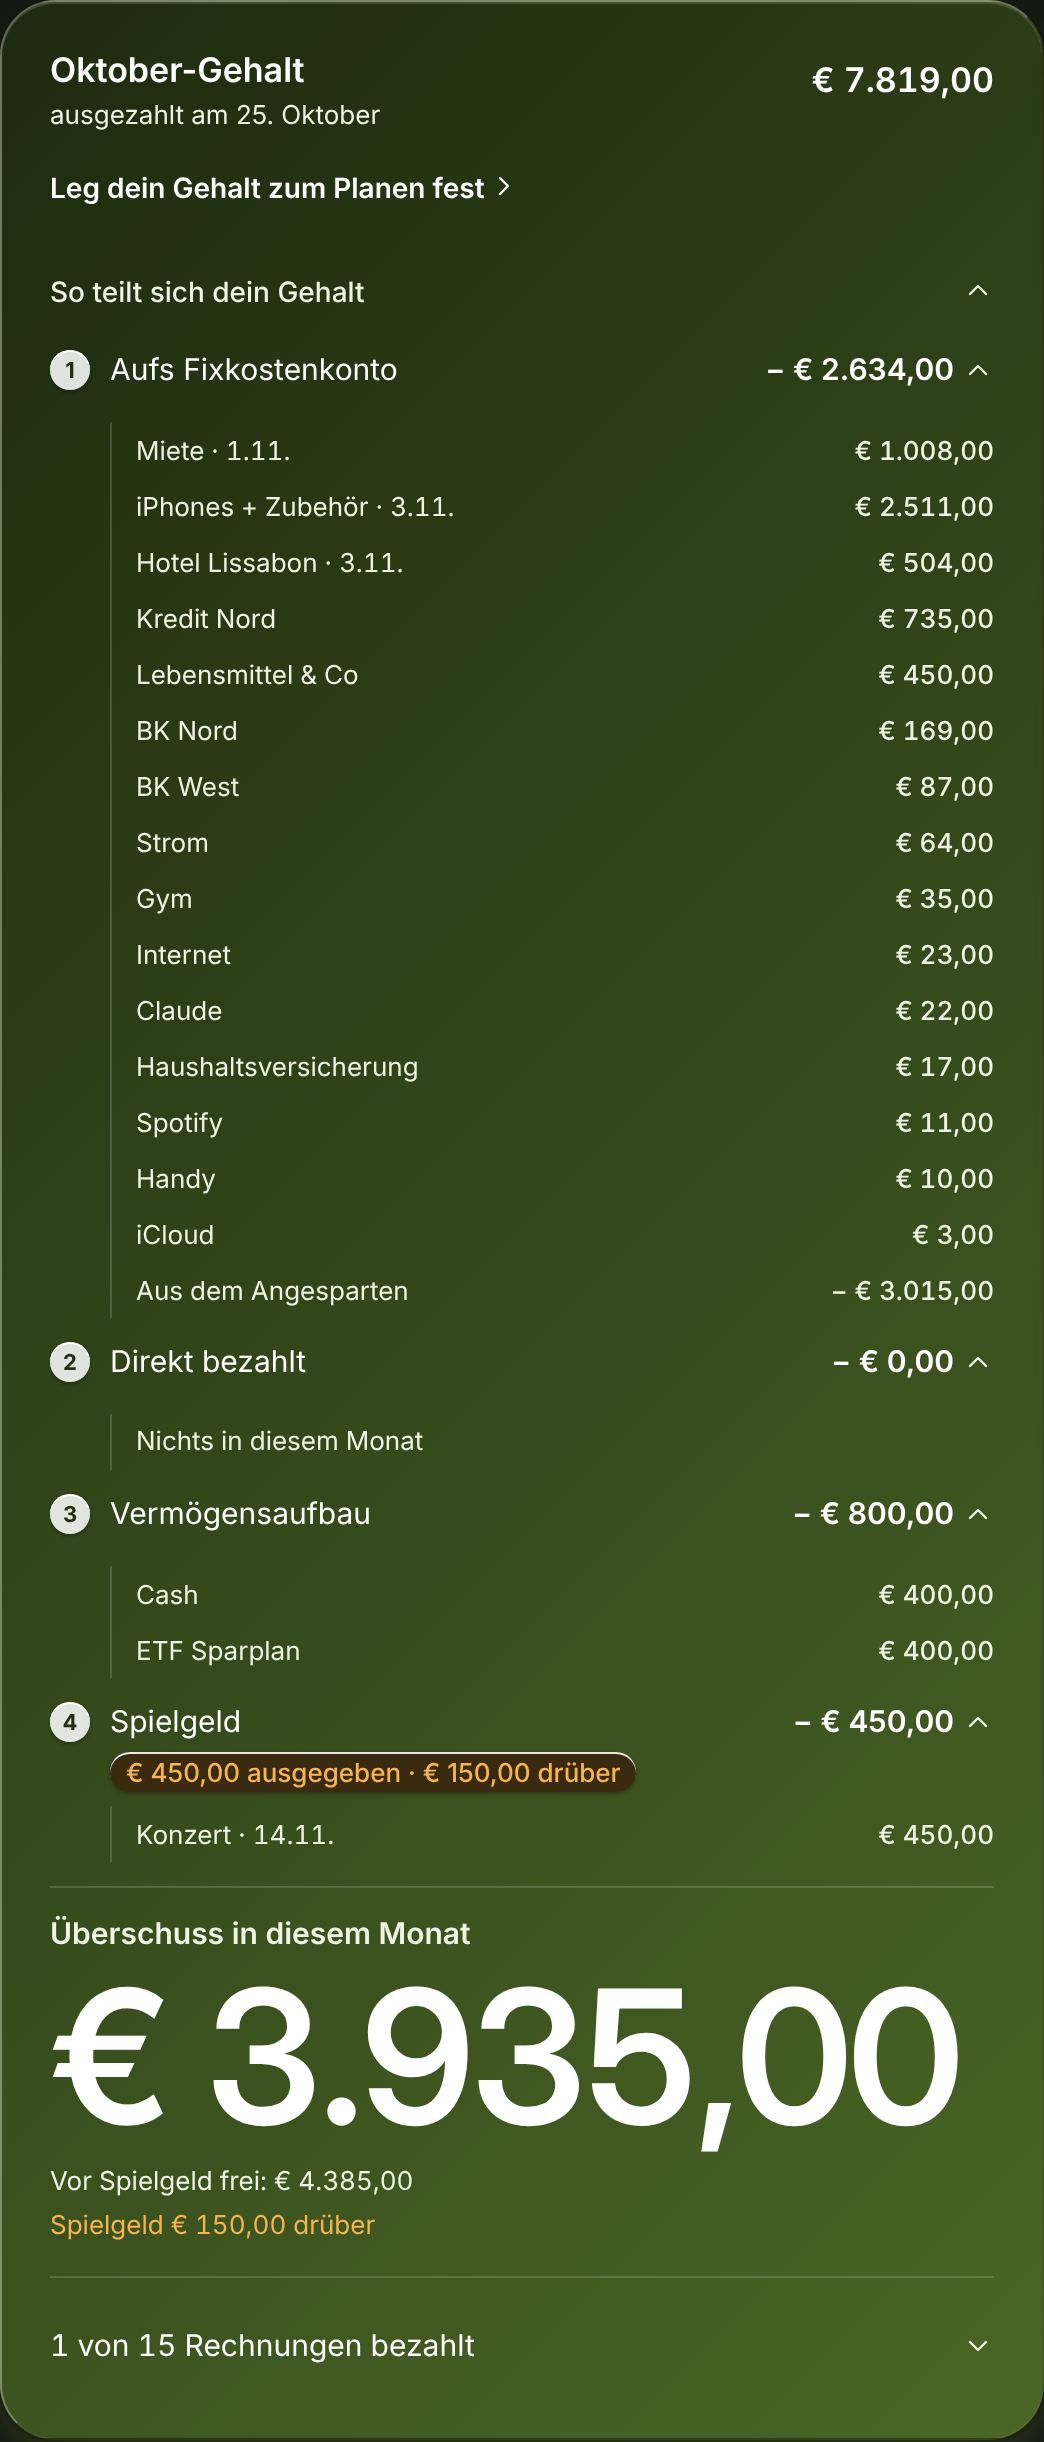 Oktober-Gehalt
€ 7.819,00
ausgezahlt am 25. Oktober
Leg dein Gehalt zum Planen fest
So teilt sich dein Gehalt
1 Aufs Fixkostenkonto – € 2.634,00
Miete · 1.11. € 1.008,00
iPhones + Zubehör · 3.11. € 2.511,00
Hotel Lissabon · 3.11. € 504,00
Kredit Nord € 735,00
Lebensmittel & Co € 450,00
BK Nord € 169,00
BK West € 87,00
Strom € 64,00
Gym € 35,00
Internet € 23,00
Claude € 22,00
Haushaltsversicherung € 17,00
Spotify € 11,00
Handy € 10,00
iCloud € 3,00
Aus dem Angesparten – € 3.015,00
2 Direkt bezahlt – € 0,00
Nichts in diesem Monat
3 Vermögensaufbau – € 800,00
Cash € 400,00
ETF Sparplan € 400,00
4 Spielgeld – € 450,00
€ 450,00 ausgegeben · € 150,00 drüber
Konzert · 14.11. € 450,00
Überschuss in diesem Monat
€ 3.935,00
Vor Spielgeld frei: € 4.385,00
Spielgeld € 150,00 drüber
1 von 15 Rechnungen bezahlt